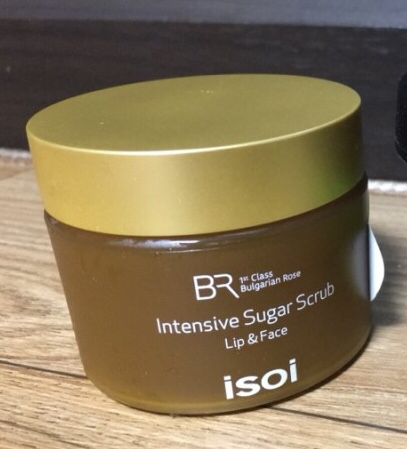 BR 1st Class
Bulgarian Rose
Intensive Sugar Scrub
Lip & Face
isoi